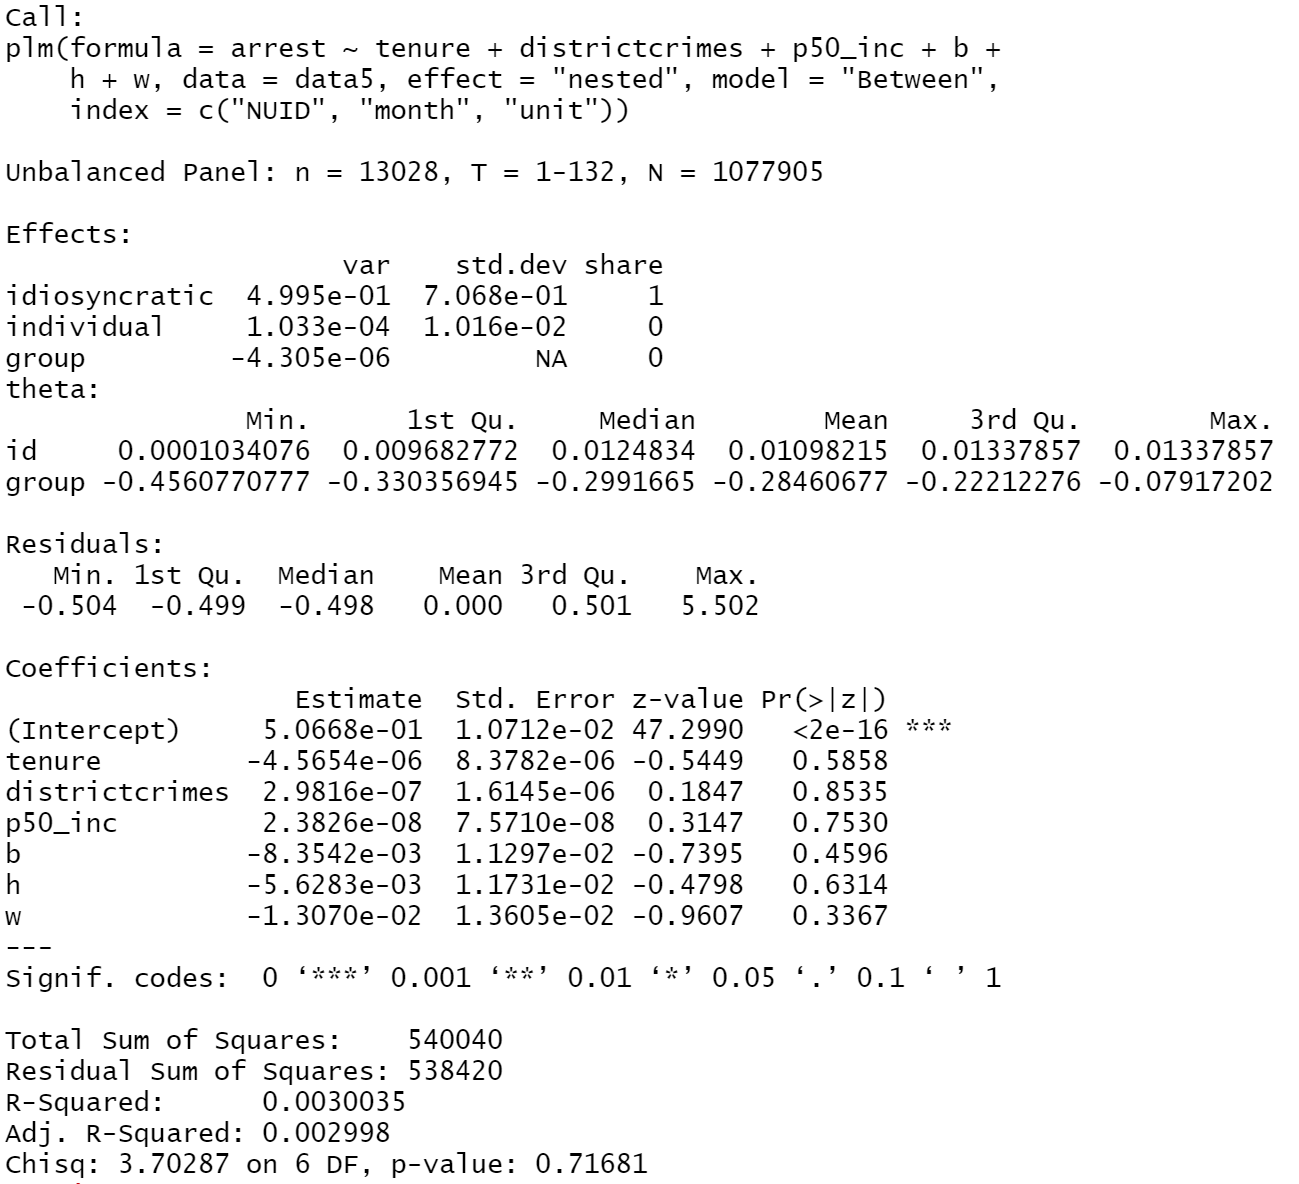 Call:
plm(formula = arrest ~ tenure + districtcrimes + p50_inc + b +
    h + w, data = data5, effect = "nested", model = "Between",
    index = c("NUID", "month", "unit"))

Unbalanced Panel: n = 13028, T = 1-132, N = 1077905

Effects:
                     var    std.dev share
idiosyncratic  4.995e-01  7.068e-01     1
individual     1.033e-04  1.016e-02     0
group         -4.305e-06         NA     0
theta:
               Min.      1st Qu.     Median        Mean     3rd Qu.        Max.
id     0.0001034076  0.009682772  0.0124834  0.01098215  0.01337857  0.01337857
group -0.4560770777 -0.330356945 -0.2991665 -0.28460677 -0.22212276 -0.07917202

Residuals:
   Min. 1st Qu.  Median    Mean 3rd Qu.    Max.
 -0.504  -0.499  -0.498   0.000   0.501   5.502

Coefficients:
                  Estimate  Std. Error z-value Pr(>|z|)
(Intercept)     5.0668e-01  1.0712e-02 47.2990   <2e-16 ***
tenure         -4.5654e-06  8.3782e-06 -0.5449   0.5858
districtcrimes  2.9816e-07  1.6145e-06  0.1847   0.8535
p50_inc         2.3826e-08  7.5710e-08  0.3147   0.7530
b              -8.3542e-03  1.1297e-02 -0.7395   0.4596
h              -5.6283e-03  1.1731e-02 -0.4798   0.6314
w              -1.3070e-02  1.3605e-02 -0.9607   0.3367
---
Signif. codes:  0 ‘***’ 0.001 ‘**’ 0.01 ‘*’ 0.05 ‘.’ 0.1 ‘ ’ 1

Total Sum of Squares:    540040
Residual Sum of Squares: 538420
R-Squared:      0.0030035
Adj. R-Squared: 0.002998
Chisq: 3.70287 on 6 DF, p-value: 0.71681